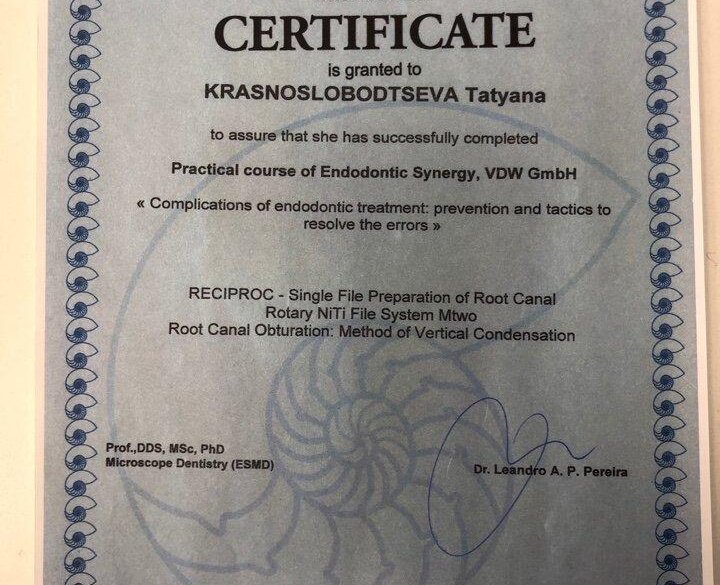 CERTIFICATE
is granted to
KRASNOSLOBODTSEVA Tatyana
to assure that she has successfully completed
Practical course of Endodontic Synergy, VDW GmbH
« Complications of endodontic treatment: prevention and tactics to
resolve the errors »
RECIPROC - Single File Preparation of Root Canal
Rotary NiTi File System Mtwo
Root Canal Obturation: Method of Vertical Condensation
Prof.,DDS, MSc, PhD
Microscope Dentistry (ESMD)
Dr. Leandro A. P. Pereira